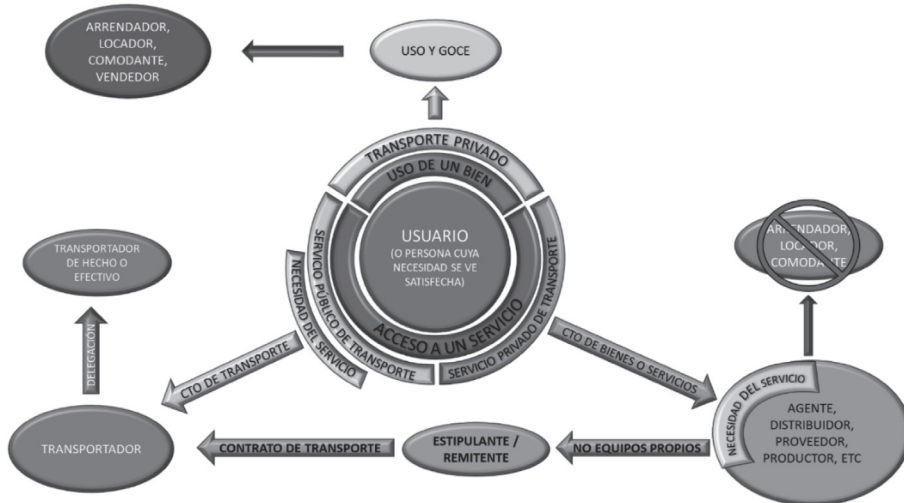 ARRENDADOR,
LOCADOR,
COMODANTE,
VENDEDOR
USO Y GOCE
TRANSPORTE PRIVADO
USO DE UN BIEN
USUARIO
(O PERSONA CUYA
NECESIDAD SE VE
SATISFECHA)
ACCESO A UN SERVICIO
SERVICIO PÚBLICO DE TRANSPORTE
NECESIDAD DEL SERVICIO
SERVICIO PRIVADO DE TRANSPORTE
TRANSPORTADOR
DE HECHO O
EFECTIVO
ARRENDADOR,
LOCADOR,
COMODANTE
DELEGACIÓN
CTO DE TRANSPORTE
CTO DE BIENES O SERVICIOS
TRANSPORTADOR
CONTRATO DE TRANSPORTE
ESTIPULANTE /
REMITENTE
NO EQUIPOS PROPIOS
NECESIDAD DEL SERVICIO
AGENTE,
DISTRIBUIDOR,
PROVEEDOR,
PRODUCTOR, ETC